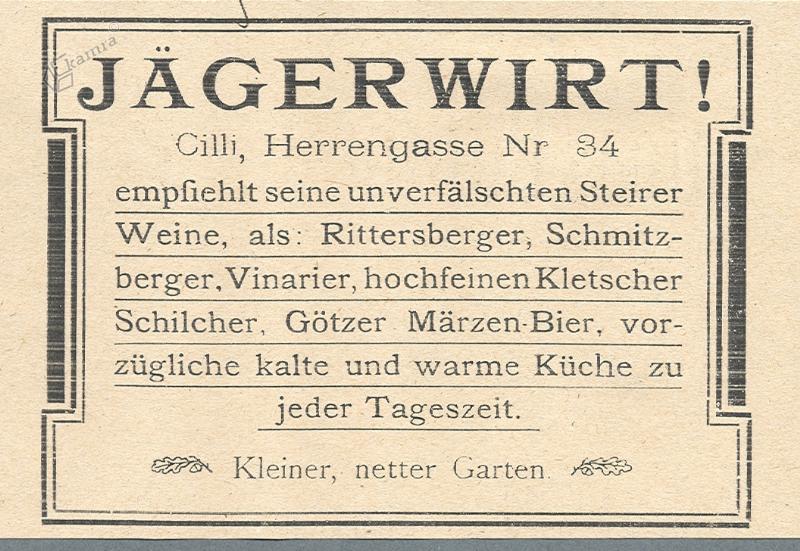 kamra
JÄGERWIRT!
Cilli, Herrengasse Nr 34
empfiehlt seine unverfälschten Steirer
Weine, als: Rittersberger, Schmitz-
berger, Vinarier, hochfeinen Kletscher
Schilcher, Götzer Märzen-Bier, vor-
zügliche kalte und warme Küche zu
jeder Tageszeit.
Kleiner, netter Garten.